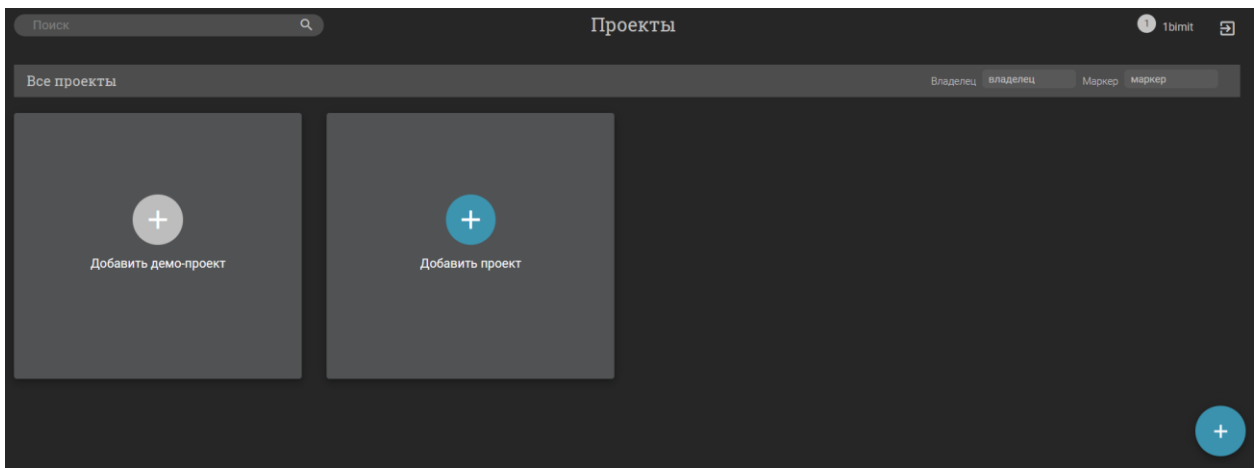 Поиск
Проекты
1 1bimit
Все проекты
Владелец владелец Маркер маркер
Добавить демо-проект
Добавить проект